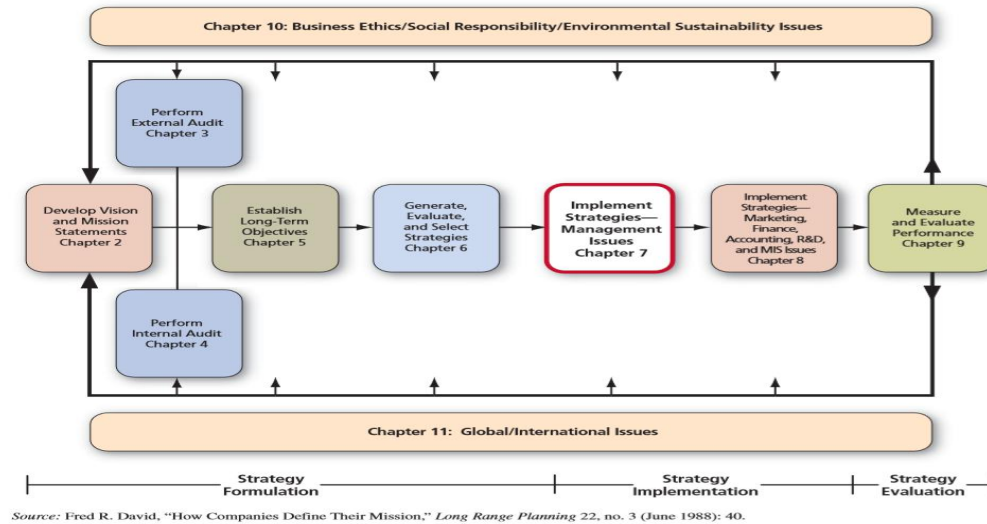 Chapter 10: Business Ethics/Social Responsibility/Environmental Sustainability Issues
Perform
External Audit
Chapter 3
Develop Vision
and Mission
Statements
Chapter 2
Establish
Long-Term
Objectives
Chapter 5
Generate,
Evaluate,
and Select
Strategies
Chapter 6
Implement
Strategies—
Management
Issues
Chapter 7
Implement
Strategies—
Marketing,
Finance,
Accounting, R&D,
and MIS Issues
Chapter 8
Measure
and Evaluate
Performance
Chapter 9
Perform
Internal Audit
Chapter 4
Chapter 11: Global/International Issues
Strategy
Formulation
Strategy
Implementation
Strategy
Evaluation
Source: Fred R. David, “How Companies Define Their Mission,” Long Range Planning 22, no. 3 (June 1988): 40.